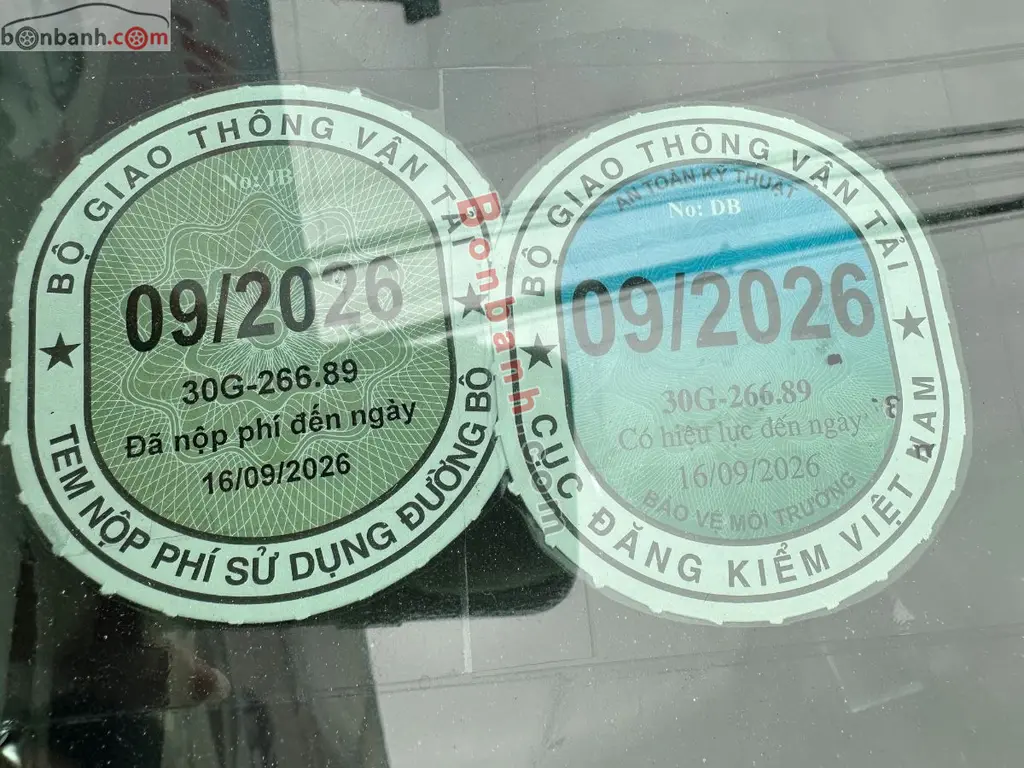 bonbanh.com
BỘ GIAO THÔNG VẬN TẢI
No: DB
09/2026
30G-266.89
Đã nộp phí đến ngày
16/09/2026
TEM NỘP PHÍ SỬ DỤNG ĐƯỜNG BỘ
Bonbanh.com
BỘ GIAO THÔNG VẬN TẢI
AN TOÀN KỸ THUẬT
No: DB
09/2026
30G-266.89
Có hiệu lực đến ngày
16/09/2026
BẢO VỆ MÔI TRƯỜNG
CỤC ĐĂNG KIỂM VIỆT NAM